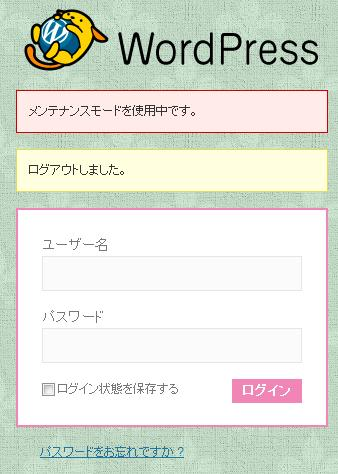 WordPress
メンテナンスモードを使用中です。
ログアウトしました。
ユーザー名
パスワード
ログイン状態を保存する
ログイン
パスワードをお忘れですか ?